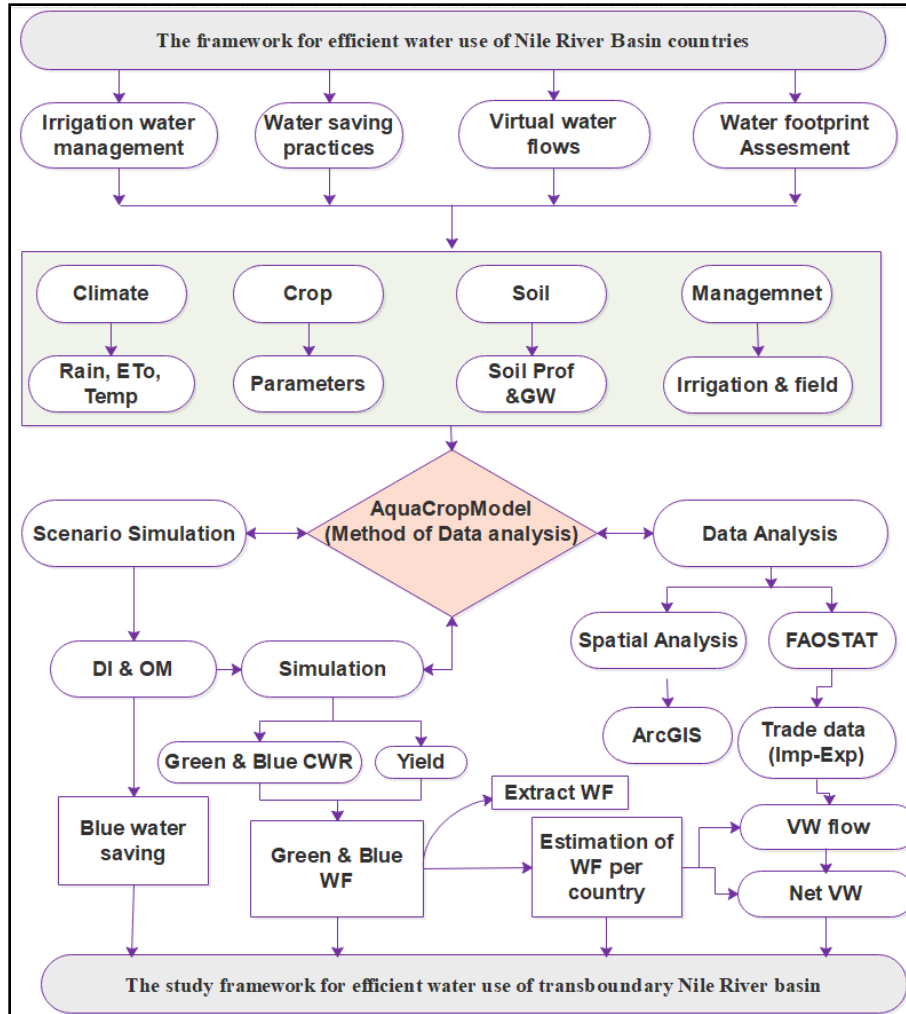 The framework for efficient water use of Nile River Basin countries
Irrigation water
management
Water saving
practices
Virtual water
flows
Water footprint
Assesment
Climate
Crop
Soil
Managemnet
Rain, ETo,
Temp
Parameters
Soil Prof
&GW
Irrigation & field
AquaCropModel
(Method of Data analysis)
Scenario Simulation
Data Analysis
Spatial Analysis
FAOSTAT
DI & OM
Simulation
ArcGIS
Trade data
(Imp-Exp)
Green & Blue CWR
Yield
Extract WF
Blue water
saving
Green & Blue
WF
Estimation of
WF per
country
VW flow
Net VW
The study framework for efficient water use of transboundary Nile River basin